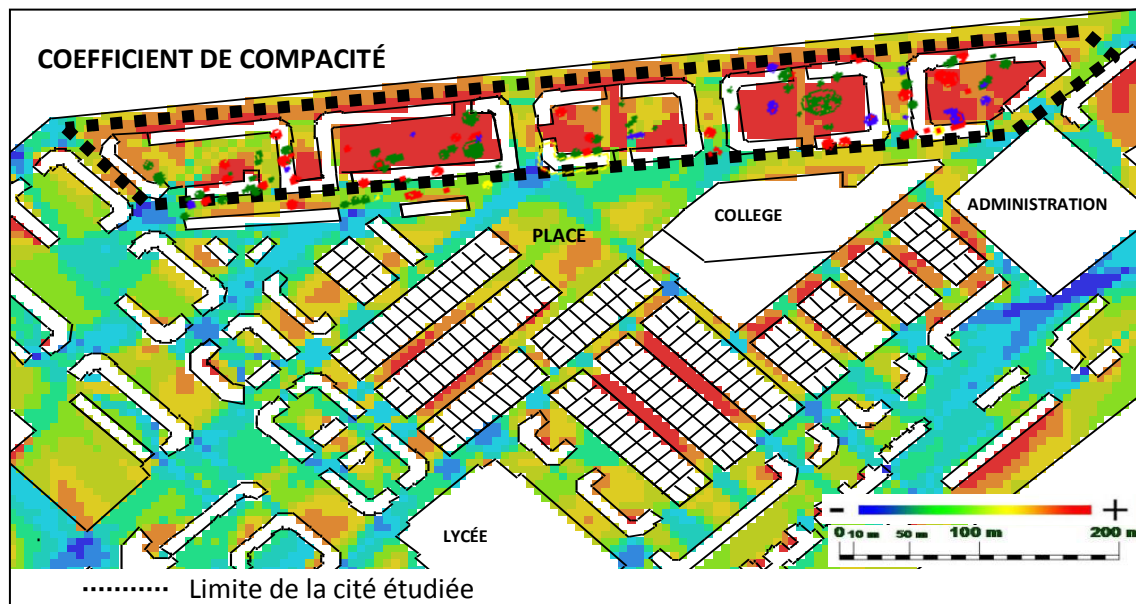 COEFFICIENT DE COMPACITÉ
COLLEGE
ADMINISTRATION
PLACE
LYCÉE
- +
0 10 m 50 m 100 m 200 m
Limite de la cité étudiée